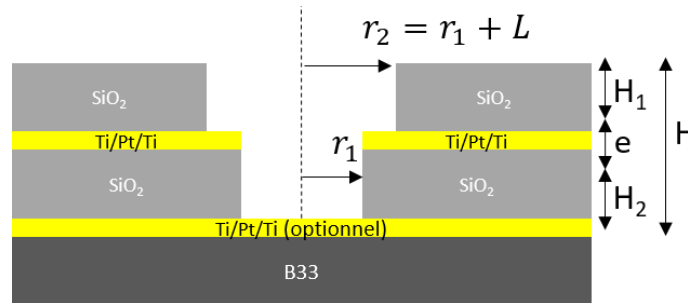 r₂ = r₁ + L
SiO₂
SiO₂
H₁
H
Ti/Pt/Ti
Ti/Pt/Ti
e
r₁
SiO₂
SiO₂
H₂
Ti/Pt/Ti (optionnel)
B33